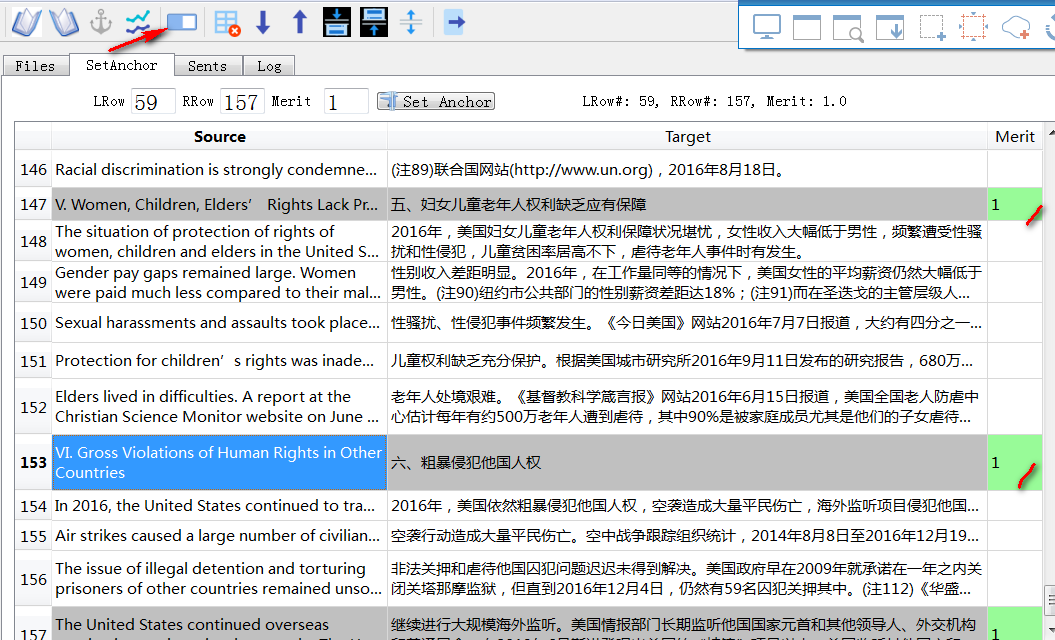 Files SetAnchor Sents Log
LRow 59 RRow 157 Merit 1 Set Anchor LRow#: 59, RRow#: 157, Merit: 1.0
Source Target Merit
146 Racial discrimination is strongly condemne... (注89)联合国网站(http://www.un.org)，2016年8月18日。
147 V. Women, Children, Elders’ Rights Lack Pr... 五、妇女儿童老年人权利缺乏应有保障 1
148 The situation of protection of rights of 2016年，美国妇女儿童老年人权利保障状况堪忧，女性收入大幅低于男性，频繁遭受性骚
women, children and elders in the United S... 扰和性侵犯，儿童贫困率居高不下，虐待老年人事件时有发生。
149 Gender pay gaps remained large. Women 性别收入差距明显。2016年，在工作量同等的情况下，美国女性的平均薪资仍然大幅低于
were paid much less compared to their mal... 男性。(注90)纽约市公共部门的性别薪资差距达18%；(注91)而在圣迭戈的主管层级人...
150 Sexual harassments and assaults took place... 性骚扰、性侵犯事件频繁发生。《今日美国》网站2016年7月7日报道，大约有四分之一...
151 Protection for children’s rights was inade... 儿童权利缺乏充分保护。根据美国城市研究所2016年9月11日发布的研究报告，680万...
152 Elders lived in difficulties. A report at the 老年人处境艰难。《基督教科学箴言报》网站2016年6月15日报道，美国全国老人防虐中
Christian Science Monitor website on June ... 心估计每年有约500万老年人遭到虐待，其中90%是被家庭成员尤其是他们的子女虐待...
153 VI. Gross Violations of Human Rights in Other 六、粗暴侵犯他国人权 1
Countries
154 In 2016, the United States continued to tra... 2016年，美国依然粗暴侵犯他国人权，空袭造成大量平民伤亡，海外监听项目侵犯他国...
155 Air strikes caused a large number of civilian... 空袭行动造成大量平民伤亡。空中战争跟踪组织统计，2014年8月8日至2016年12月19...
156 The issue of illegal detention and torturing 非法关押和虐待他国囚犯问题迟迟未得到解决。美国政府早在2009年就承诺在一年之内关
prisoners of other countries remained unso... 闭关塔那摩监狱，但直到2016年12月4日，仍然有59名囚犯关押其中。(注112)《华盛...
157 The United States continued overseas 继续进行大规模海外监听。美国情报部门长期监听他国国家元首和其他领导人、外交机构 1